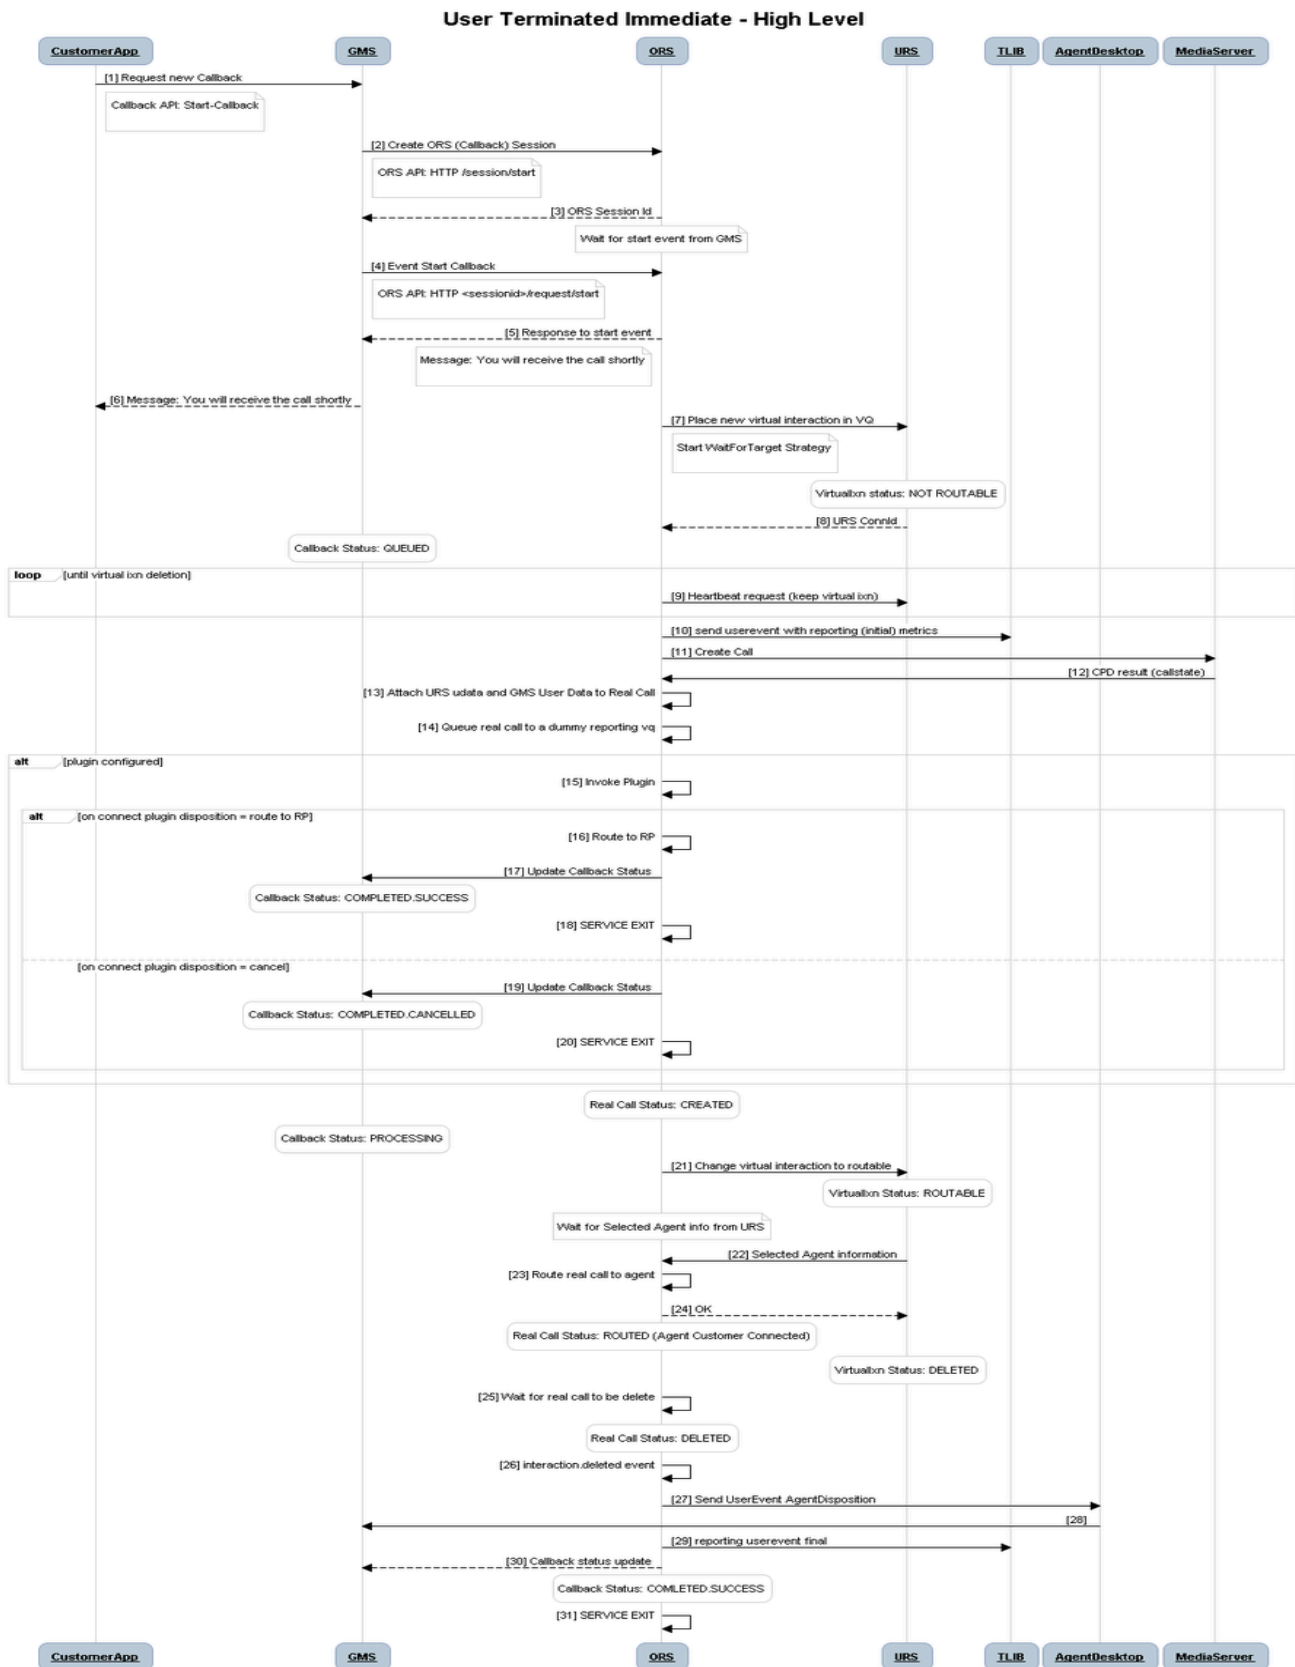 User Terminated Immediate - High Level
CustomerApp GMS ORS URS TLIB AgentDesktop MediaServer
[1] Request new Callback
Callback API: Start-Callback
[2] Create ORS (Callback) Session
ORS API: HTTP /session/start
[3] ORS Session Id
Wait for start event from GMS
[4] Event Start Callback
ORS API: HTTP <sessionid>/request/start
[5] Response to start event
Message: You will receive the call shortly
[6] Message: You will receive the call shortly
[7] Place new virtual interaction in VQ
Start WaitForTarget Strategy
VirtualIxn status: NOT ROUTABLE
[8] URS ConnId
Callback Status: QUEUED
loop [until virtual ixn deletion]
[9] Heartbeat request (keep virtual ixn)
[10] send userevent with reporting (initial) metrics
[11] Create Call
[12] CPD result (callstate)
[13] Attach URS udata and GMS User Data to Real Call
[14] Queue real call to a dummy reporting vq
alt [plugin configured]
[15] Invoke Plugin
alt [on connect plugin disposition = route to RP]
[16] Route to RP
[17] Update Callback Status
Callback Status: COMPLETED.SUCCESS
[18] SERVICE EXIT
[on connect plugin disposition = cancel]
[19] Update Callback Status
Callback Status: COMPLETED.CANCELLED
[20] SERVICE EXIT
Real Call Status: CREATED
Callback Status: PROCESSING
[21] Change virtual interaction to routable
VirtualIxn Status: ROUTABLE
Wait for Selected Agent info from URS
[22] Selected Agent information
[23] Route real call to agent
[24] OK
Real Call Status: ROUTED (Agent Customer Connected)
VirtualIxn Status: DELETED
[25] Wait for real call to be delete
Real Call Status: DELETED
[26] interaction.deleted event
[27] Send UserEvent AgentDisposition
[28]
[29] reporting userevent final
[30] Callback status update
Callback Status: COMLETED.SUCCESS
[31] SERVICE EXIT
CustomerApp GMS ORS URS TLIB AgentDesktop MediaServer